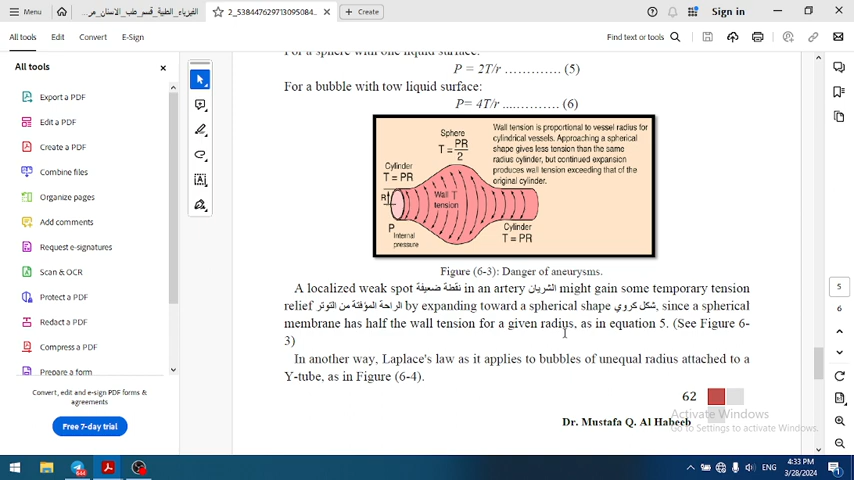 Menu
الفيزياء الطبية قسم طب الاسنان_مر...
2_5384476297130950​84...
Create
Sign in
All tools
Edit
Convert
E-Sign
Find text or tools
All tools
Export a PDF
Edit a PDF
Create a PDF
Combine files
Organize pages
Add comments
Request e-signatures
Scan & OCR
Protect a PDF
Redact a PDF
Compress a PDF
Prepare a form
Convert, edit and e-sign PDF forms &
agreements
Free 7-day trial
For a sphere with one liquid surface:
P = 2T/r …………. (5)
For a bubble with tow liquid surface:
P= 4T/r ....………. (6)
Sphere
T = PR/2
Cylinder
T = PR
R
Wall T
tension
P
Internal
pressure
Cylinder
T = PR
Wall tension is proportional to vessel radius for
cylindrical vessels. Approaching a spherical
shape gives less tension than the same
radius cylinder, but continued expansion
produces wall tension exceeding that of the
original cylinder.
Figure (6-3): Danger of aneurysms.
A localized weak spot نقطة ضعيفة in an artery الشريان might gain some temporary tension
relief الراحة المؤقتة من التوتر by expanding toward a spherical shape شكل كروي, since a spherical
membrane has half the wall tension for a given radius, as in equation 5. (See Figure 6-
3)
In another way, Laplace's law as it applies to bubbles of unequal radius attached to a
Y-tube, as in Figure (6-4).
62
Dr. Mustafa Q. Al Habeeb
Activate Windows
Go to Settings to activate Windows.
5
6
ENG
4:33 PM
3/28/2024